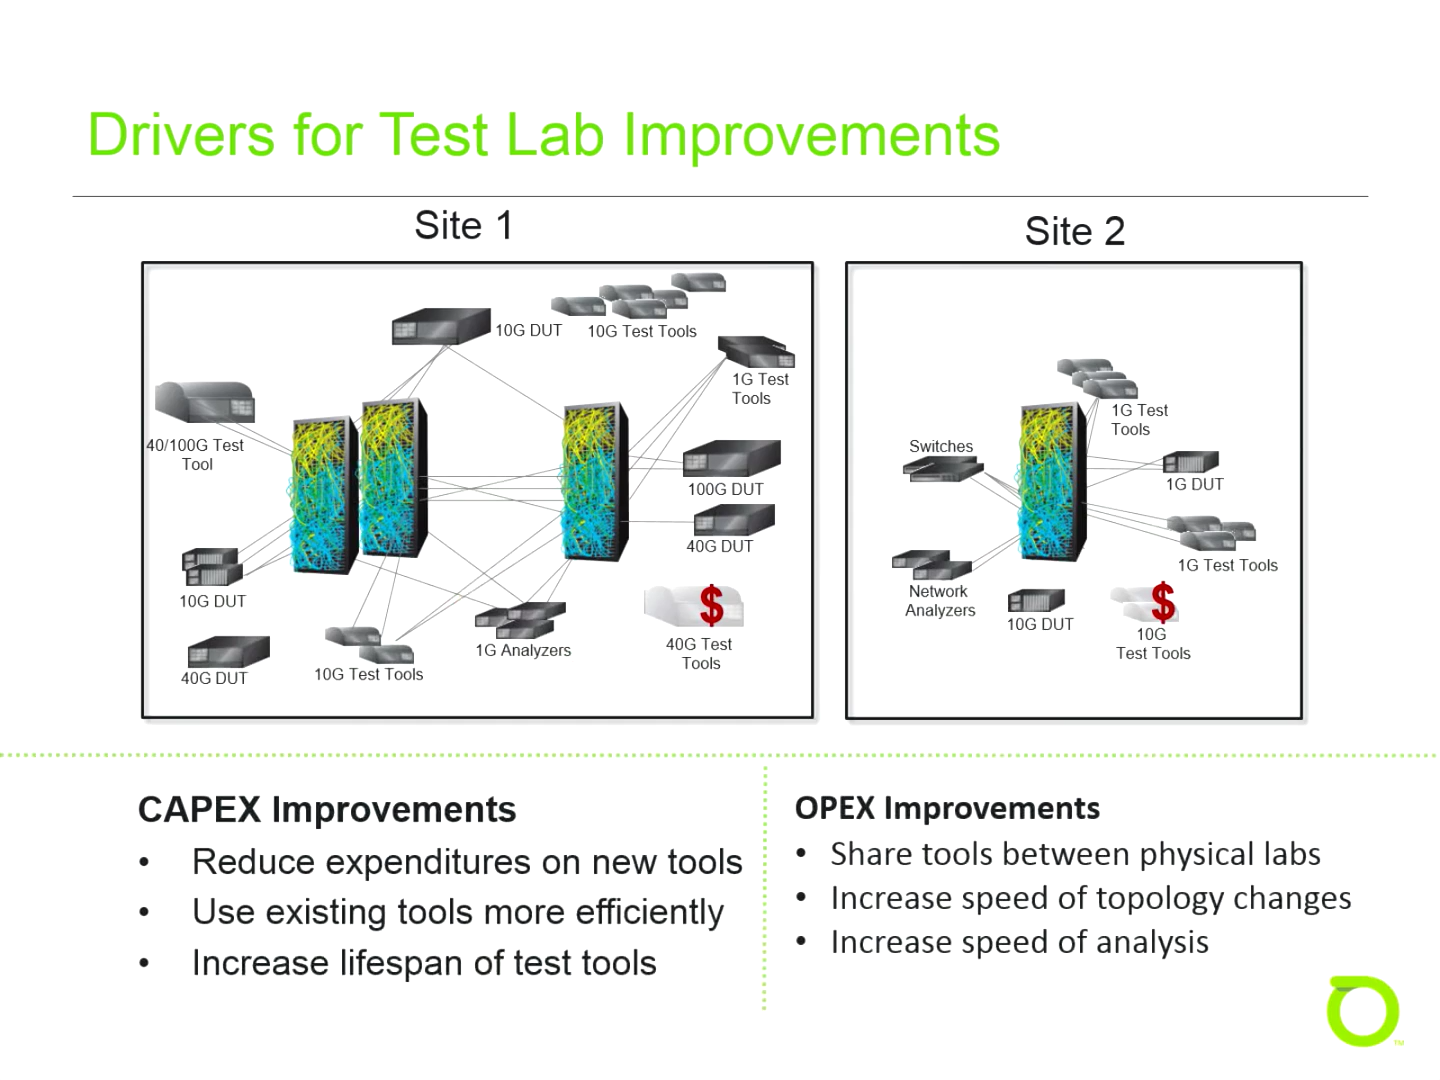 Drivers for Test Lab Improvements
Site 1
Site 2
10G DUT
10G Test Tools
1G Test
Tools
40/100G Test
Tool
100G DUT
40G DUT
10G DUT
40G DUT
10G Test Tools
1G Analyzers
$
40G Test
Tools
1G Test
Tools
Switches
1G DUT
1G Test Tools
Network
Analyzers
10G DUT
$
10G
Test Tools
CAPEX Improvements
• Reduce expenditures on new tools
• Use existing tools more efficiently
• Increase lifespan of test tools
OPEX Improvements
• Share tools between physical labs
• Increase speed of topology changes
• Increase speed of analysis
TM